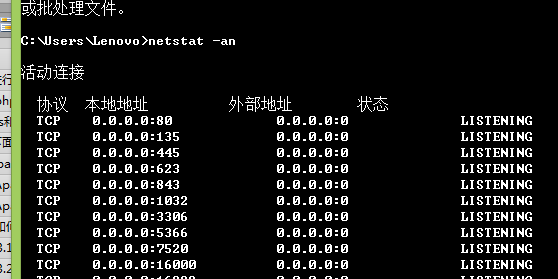 或批处理文件。
C:\Users\Lenovo>netstat -an
活动连接
协议 本地地址 外部地址 状态
TCP 0.0.0.0:80 0.0.0.0:0 LISTENING
TCP 0.0.0.0:135 0.0.0.0:0 LISTENING
TCP 0.0.0.0:445 0.0.0.0:0 LISTENING
TCP 0.0.0.0:623 0.0.0.0:0 LISTENING
TCP 0.0.0.0:843 0.0.0.0:0 LISTENING
TCP 0.0.0.0:1032 0.0.0.0:0 LISTENING
TCP 0.0.0.0:3306 0.0.0.0:0 LISTENING
TCP 0.0.0.0:5366 0.0.0.0:0 LISTENING
TCP 0.0.0.0:7520 0.0.0.0:0 LISTENING
TCP 0.0.0.0:16000 0.0.0.0:0 LISTENING